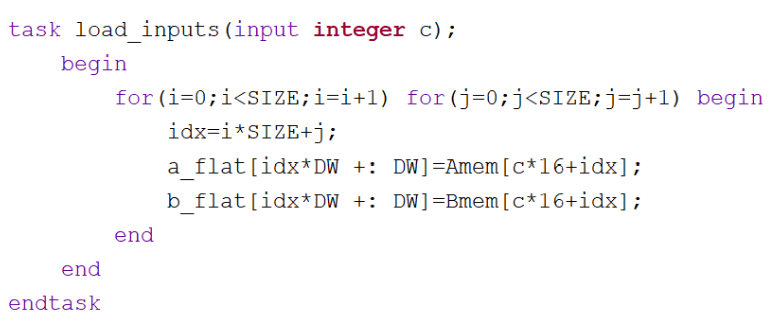 task load_inputs(input integer c);
    begin
        for(i=0;i<SIZE;i=i+1) for(j=0;j<SIZE;j=j+1) begin
            idx=i*SIZE+j;
            a_flat[idx*DW +: DW]=Amem[c*16+idx];
            b_flat[idx*DW +: DW]=Bmem[c*16+idx];
        end
    end
endtask